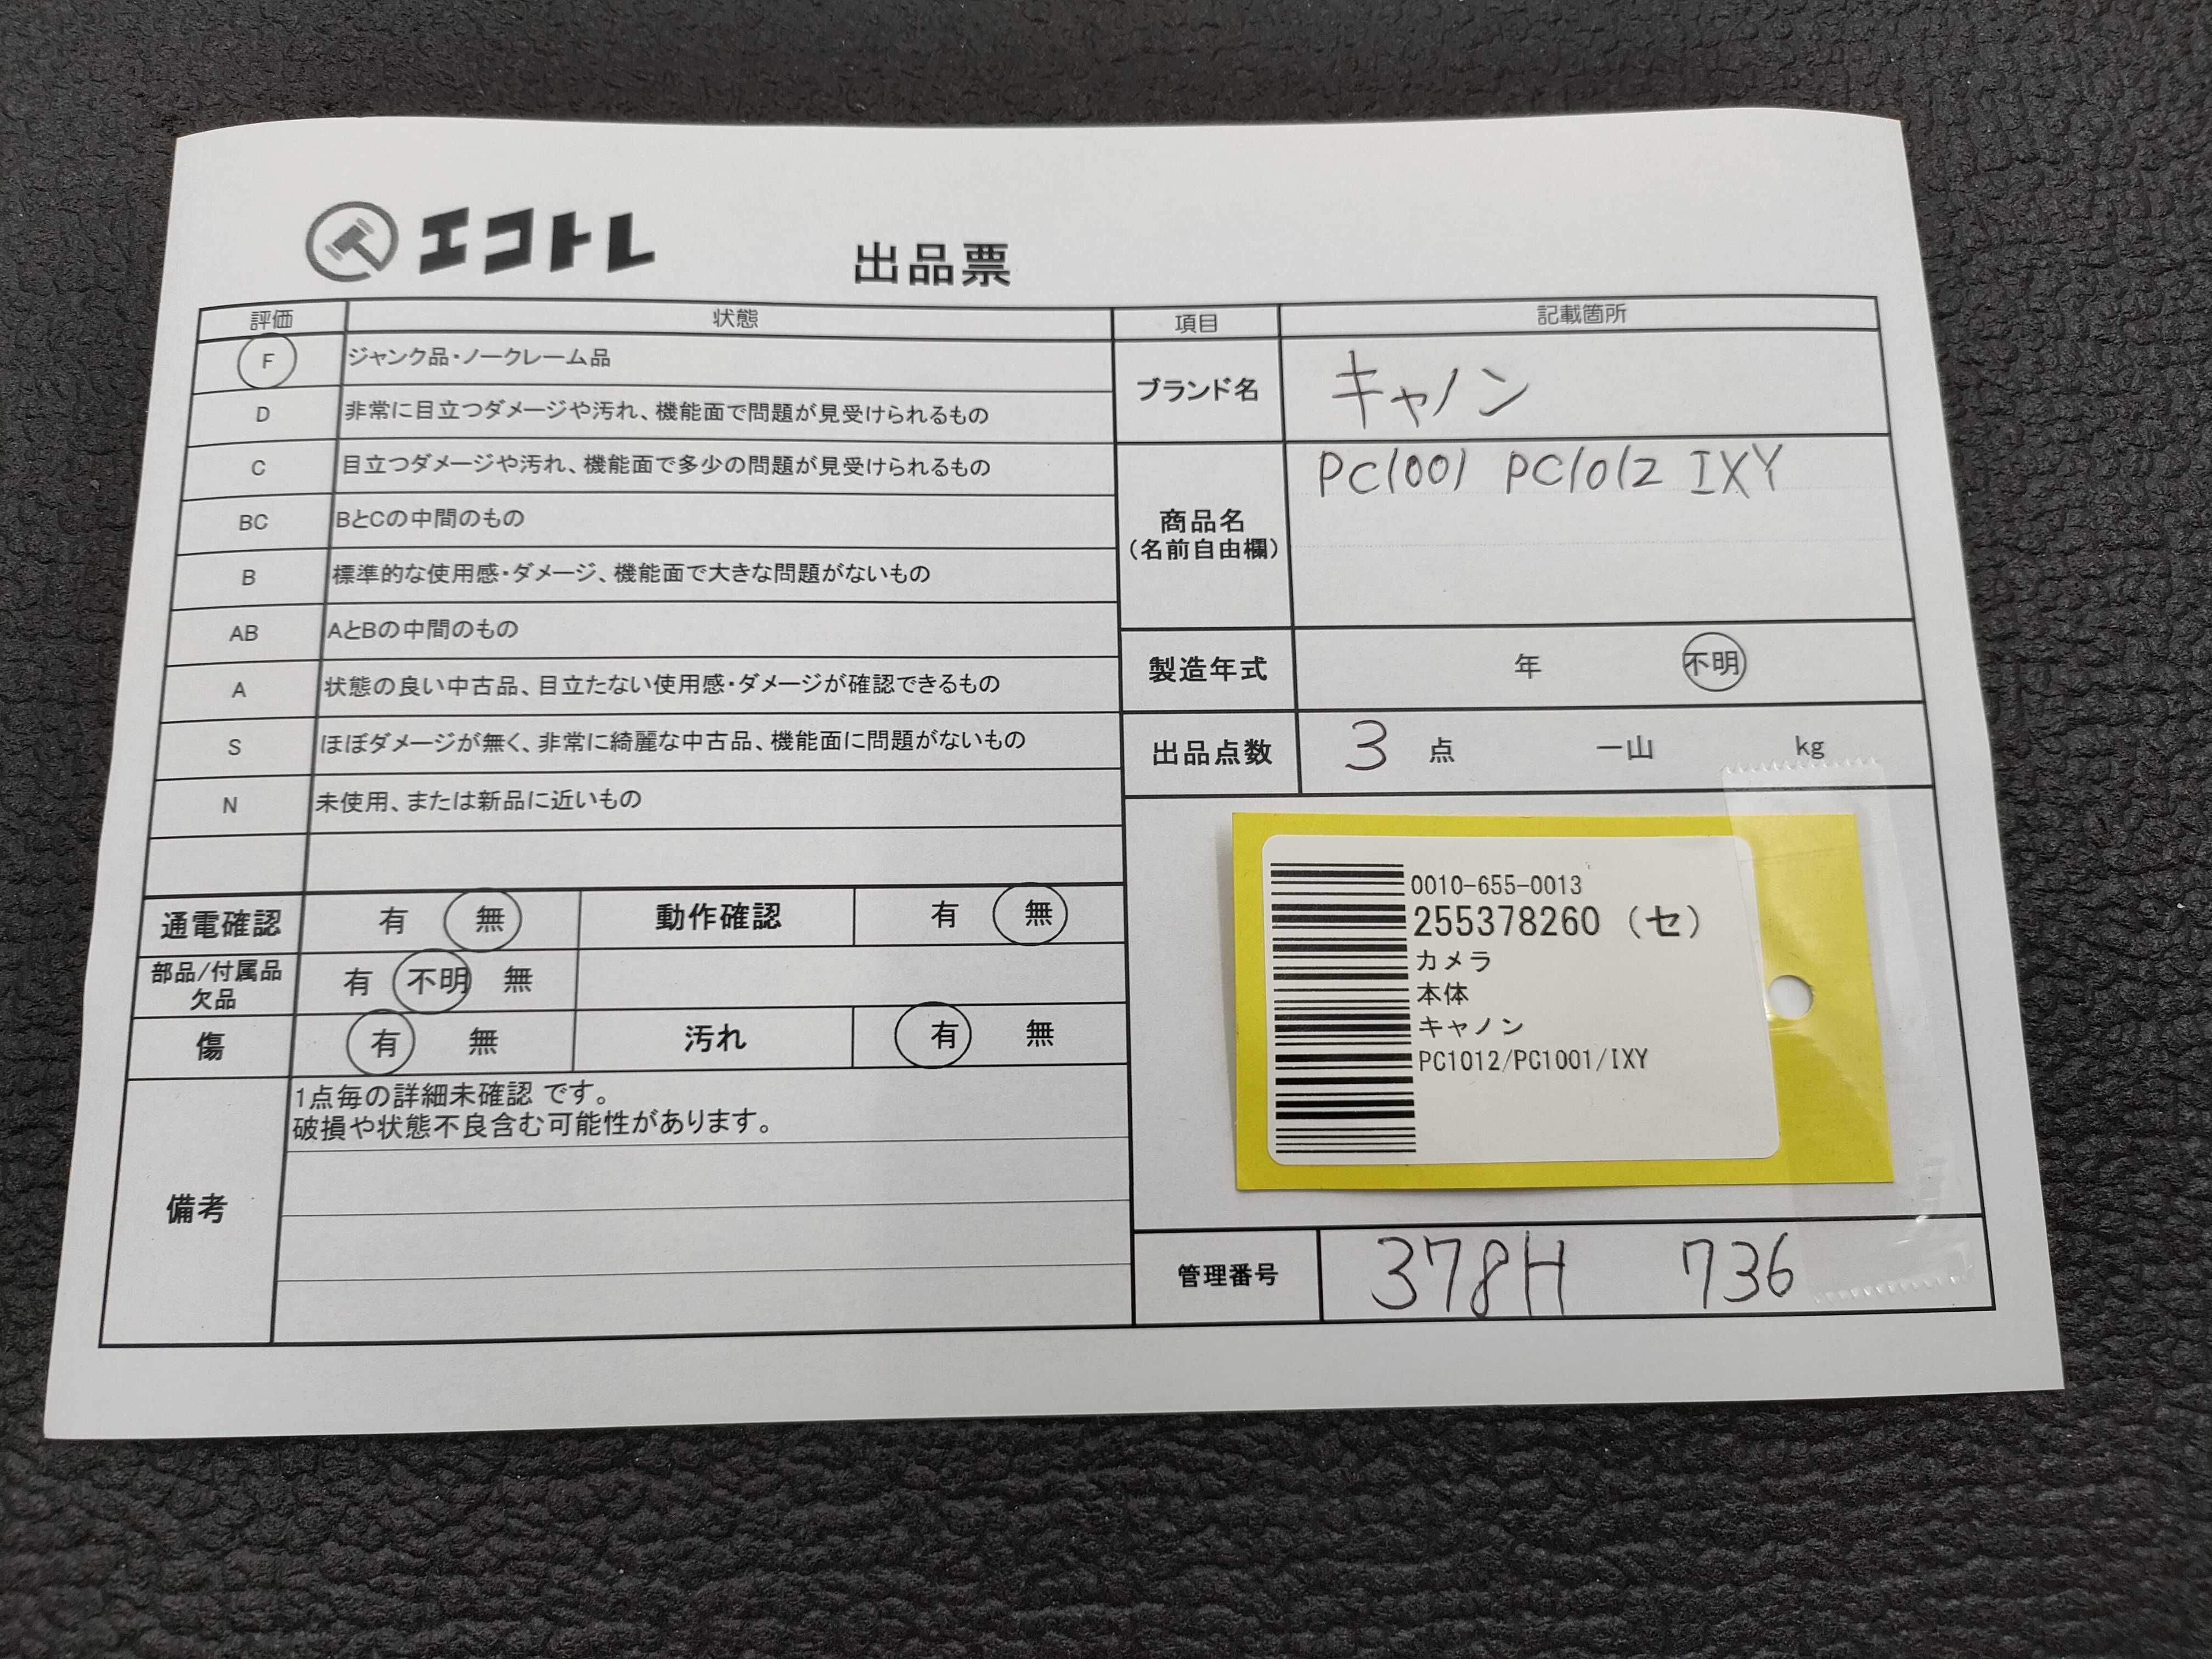 エコトレ
出品票
評価 状態
F ジャンク品・ノークレーム品
D 非常に目立つダメージや汚れ、機能面で問題が見受けられるもの
C 目立つダメージや汚れ、機能面で多少の問題が見受けられるもの
BC BとCの中間のもの
B 標準的な使用感・ダメージ、機能面で大きな問題がないもの
AB AとBの中間のもの
A 状態の良い中古品、目立たない使用感・ダメージが確認できるもの
S ほぼダメージが無く、非常に綺麗な中古品、機能面に問題がないもの
N 未使用、または新品に近いもの
通電確認 有 無 動作確認 有 無
部品/付属品
欠品 有 不明 無
傷 有 無 汚れ 有 無
備考
1点毎の詳細未確認 です。
破損や状態不良含む可能性があります。
項目 記載箇所
ブランド名 キャノン
商品名
(名前自由欄)
PC1001 PC1012 IXY
製造年式 年 不明
出品点数 3 点 一山 kg
0010-655-0013
255378260 (セ)
カメラ
本体
キャノン
PC1012/PC1001/IXY
管理番号 378H 736